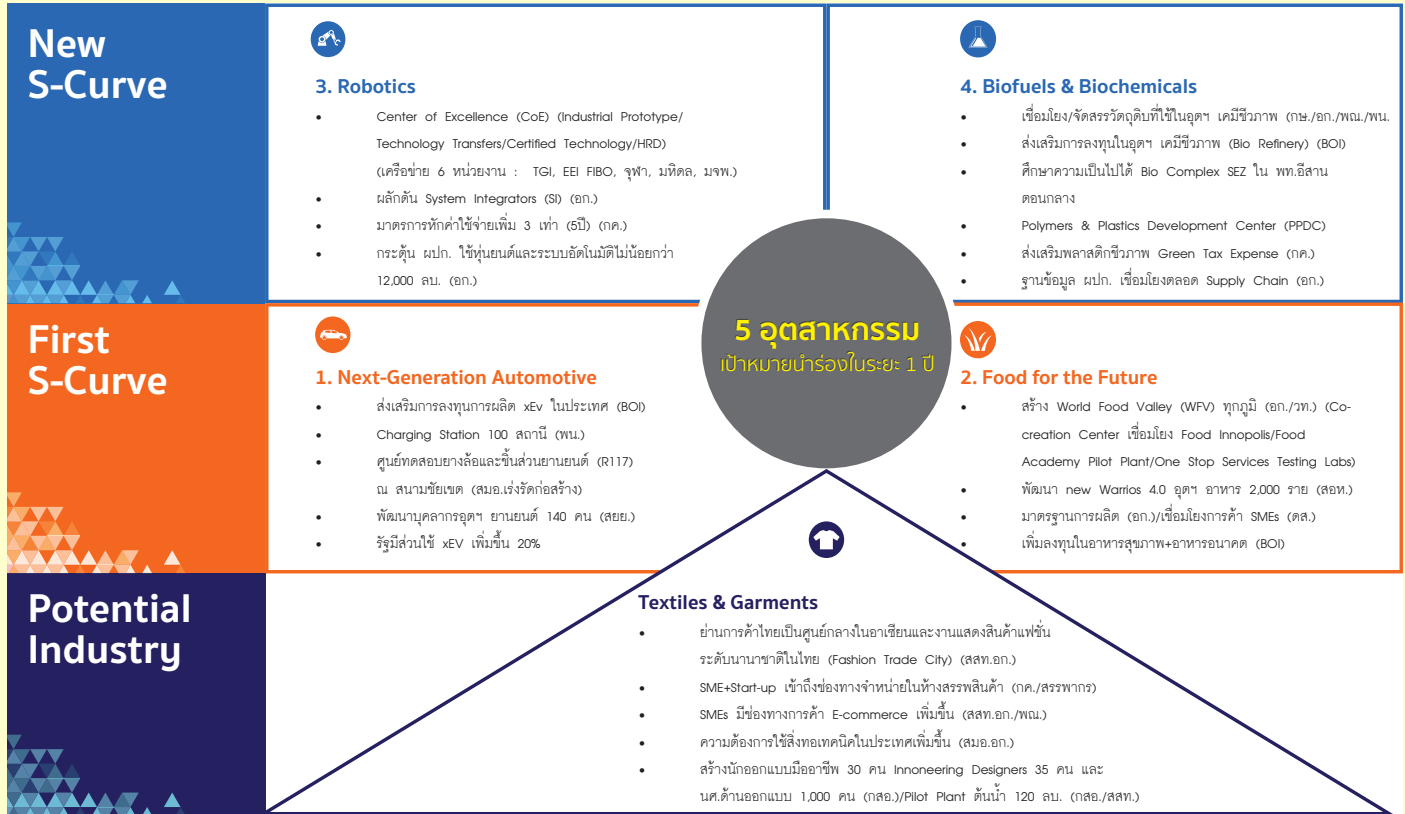 New
S-Curve
3. Robotics
• Center of Excellence (CoE) (Industrial Prototype/
Technology Transfers/Certified Technology/HRD)
(เครือข่าย 6 หน่วยงาน : TGI, EEI FIBO, จุฬา, มหิดล, มจพ.)
• ผลักดัน System Integrators (SI) (อก.)
• มาตรการหักค่าใช้จ่ายเพิ่ม 3 เท่า (5ปี) (กค.)
• กระตุ้น ผปก. ใช้หุ่นยนต์และระบบอัตโนมัติไม่น้อยกว่า
12,000 ลบ. (อก.)
4. Biofuels & Biochemicals
• เชื่อมโยง/จัดสรรวัตถุดิบที่ใช้ในอุตฯ เคมีชีวภาพ (กษ./อก./พณ./พน.
• ส่งเสริมการลงทุนในอุตฯ เคมีชีวภาพ (Bio Refinery) (BOI)
• ศึกษาความเป็นไปได้ Bio Complex SEZ ใน พท.อีสาน
ตอนกลาง
• Polymers & Plastics Development Center (PPDC)
• ส่งเสริมพลาสติกชีวภาพ Green Tax Expense (กค.)
• ฐานข้อมูล ผปก. เชื่อมโยงตลอด Supply Chain (อก.)
5 อุตสาหกรรม
เป้าหมายนำร่องในระยะ 1 ปี
First
S-Curve
1. Next-Generation Automotive
• ส่งเสริมการลงทุนการผลิต xEv ในประเทศ (BOI)
• Charging Station 100 สถานี (พน.)
• ศูนย์ทดสอบยางล้อและชิ้นส่วนยานยนต์ (R117)
ณ สนามชัยเขต (สมอ.เร่งรัดก่อสร้าง)
• พัฒนาบุคลากรอุตฯ ยานยนต์ 140 คน (สยย.)
• รัฐมีส่วนใช้ xEV เพิ่มขึ้น 20%
2. Food for the Future
• สร้าง World Food Valley (WFV) ทุกภูมิ (อก./วท.) (Co-
creation Center เชื่อมโยง Food Innopolis/Food
Academy Pilot Plant/One Stop Services Testing Labs)
• พัฒนา new Warrios 4.0 อุตฯ อาหาร 2,000 ราย (สอห.)
• มาตรฐานการผลิต (อก.)/เชื่อมโยงการค้า SMEs (ดส.)
• เพิ่มลงทุนในอาหารสุขภาพ+อาหารอนาคต (BOI)
Potential
Industry
Textiles & Garments
• ย่านการค้าไทยเป็นศูนย์กลางในอาเซียนและงานแสดงสินค้าแฟชั่น
ระดับนานาชาติในไทย (Fashion Trade City) (สสท.อก.)
• SME+Start-up เข้าถึงช่องทางจำหน่ายในห้างสรรพสินค้า (กค./สรรพากร)
• SMEs มีช่องทางการค้า E-commerce เพิ่มขึ้น (สสท.อก./พณ.)
• ความต้องการใช้สิ่งทอเทคนิคในประเทศเพิ่มขึ้น (สมอ.อก.)
• สร้างนักออกแบบมืออาชีพ 30 คน Innoneering Designers 35 คน และ
นศ.ด้านออกแบบ 1,000 คน (กสอ.)/Pilot Plant ต้นน้ำ 120 ลบ. (กสอ./สสท.)